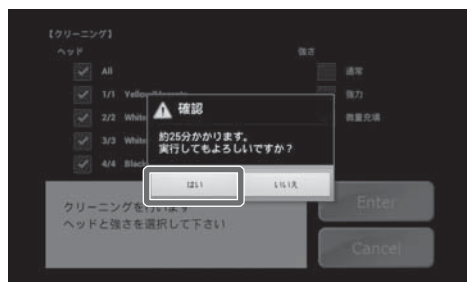 【クリーニング】
ヘッド
強さ
All
通常
1/1 Yellow
強力
2/2 White
微量充填
3/3 White
4/4 Black
確認
約25分かかります。
実行してもよろしいですか?
はい
いいえ
クリーニングを行います
ヘッドと強さを選択して下さい
Enter
Cancel